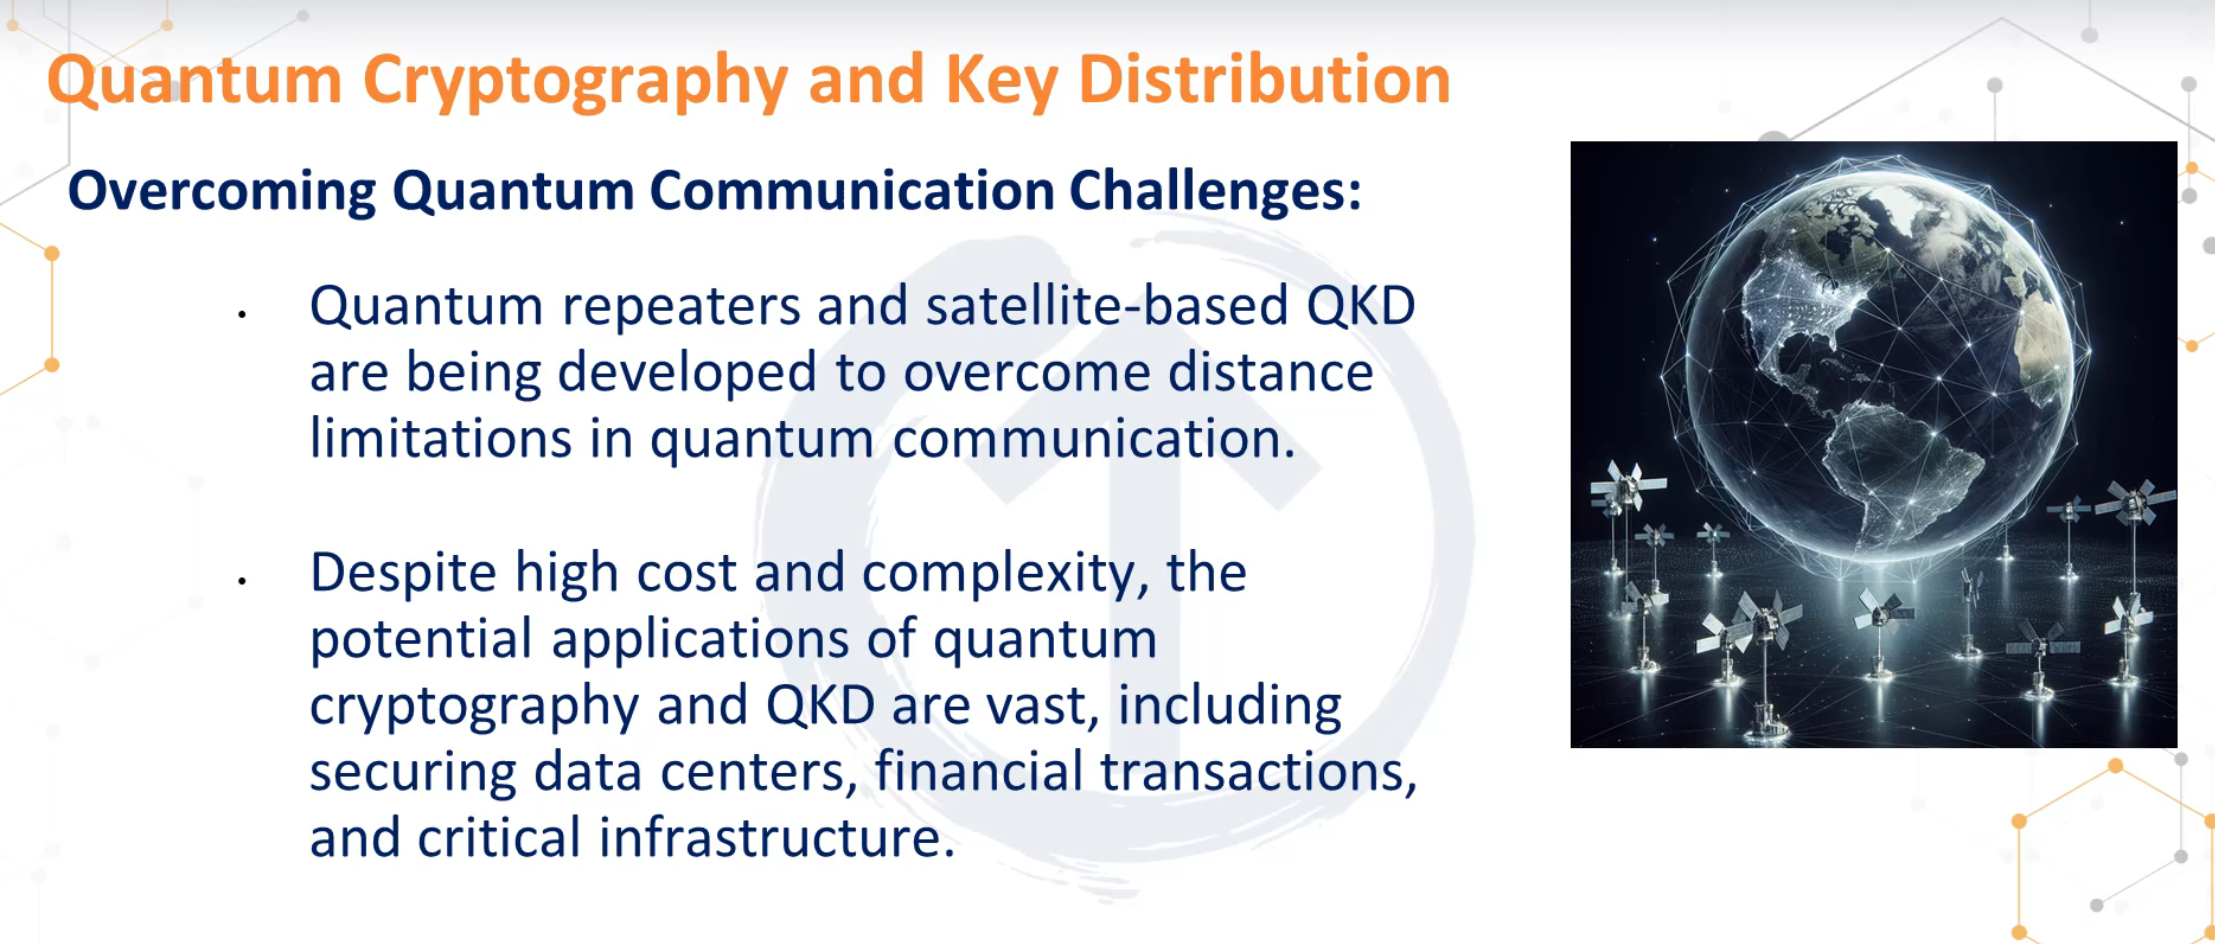 Quantum Cryptography and Key Distribution
Overcoming Quantum Communication Challenges:
· Quantum repeaters and satellite-based QKD
are being developed to overcome distance
limitations in quantum communication.
· Despite high cost and complexity, the
potential applications of quantum
cryptography and QKD are vast, including
securing data centers, financial transactions,
and critical infrastructure.